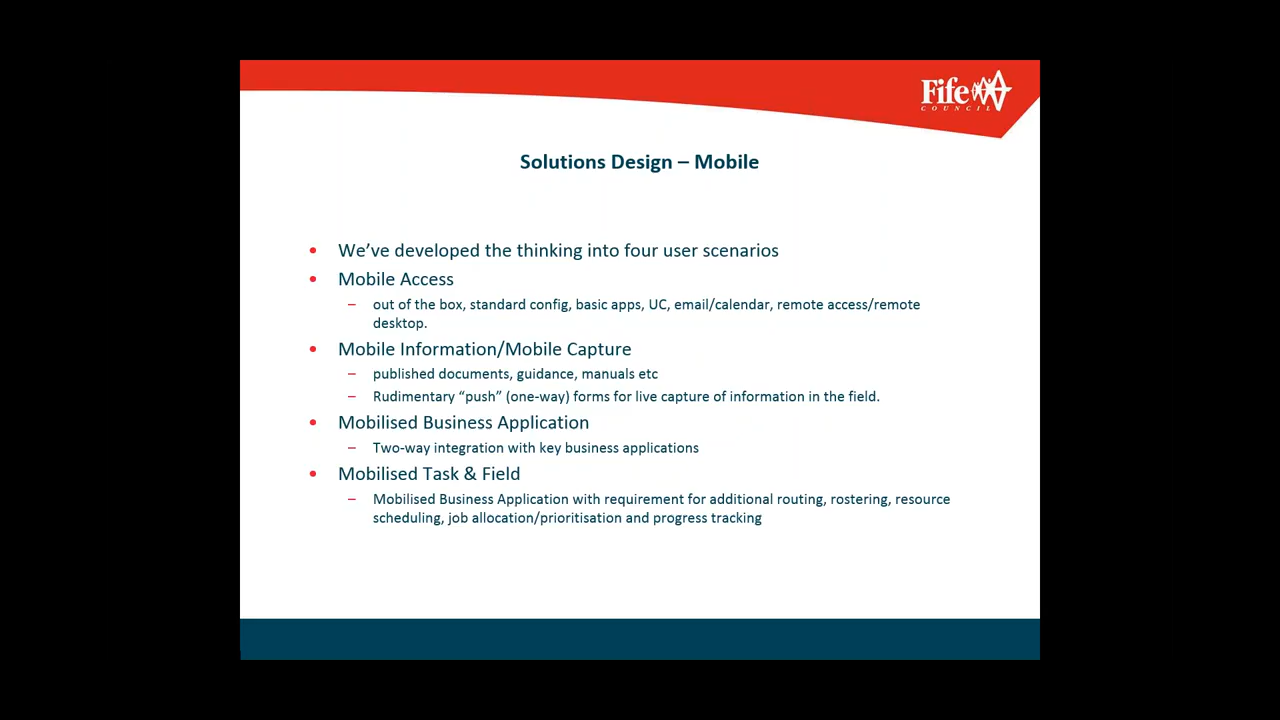 Fife
COUNCIL
Solutions Design – Mobile
• We’ve developed the thinking into four user scenarios
• Mobile Access
– out of the box, standard config, basic apps, UC, email/calendar, remote access/remote
desktop.
• Mobile Information/Mobile Capture
– published documents, guidance, manuals etc
– Rudimentary “push” (one-way) forms for live capture of information in the field.
• Mobilised Business Application
– Two-way integration with key business applications
• Mobilised Task & Field
– Mobilised Business Application with requirement for additional routing, rostering, resource
scheduling, job allocation/prioritisation and progress tracking